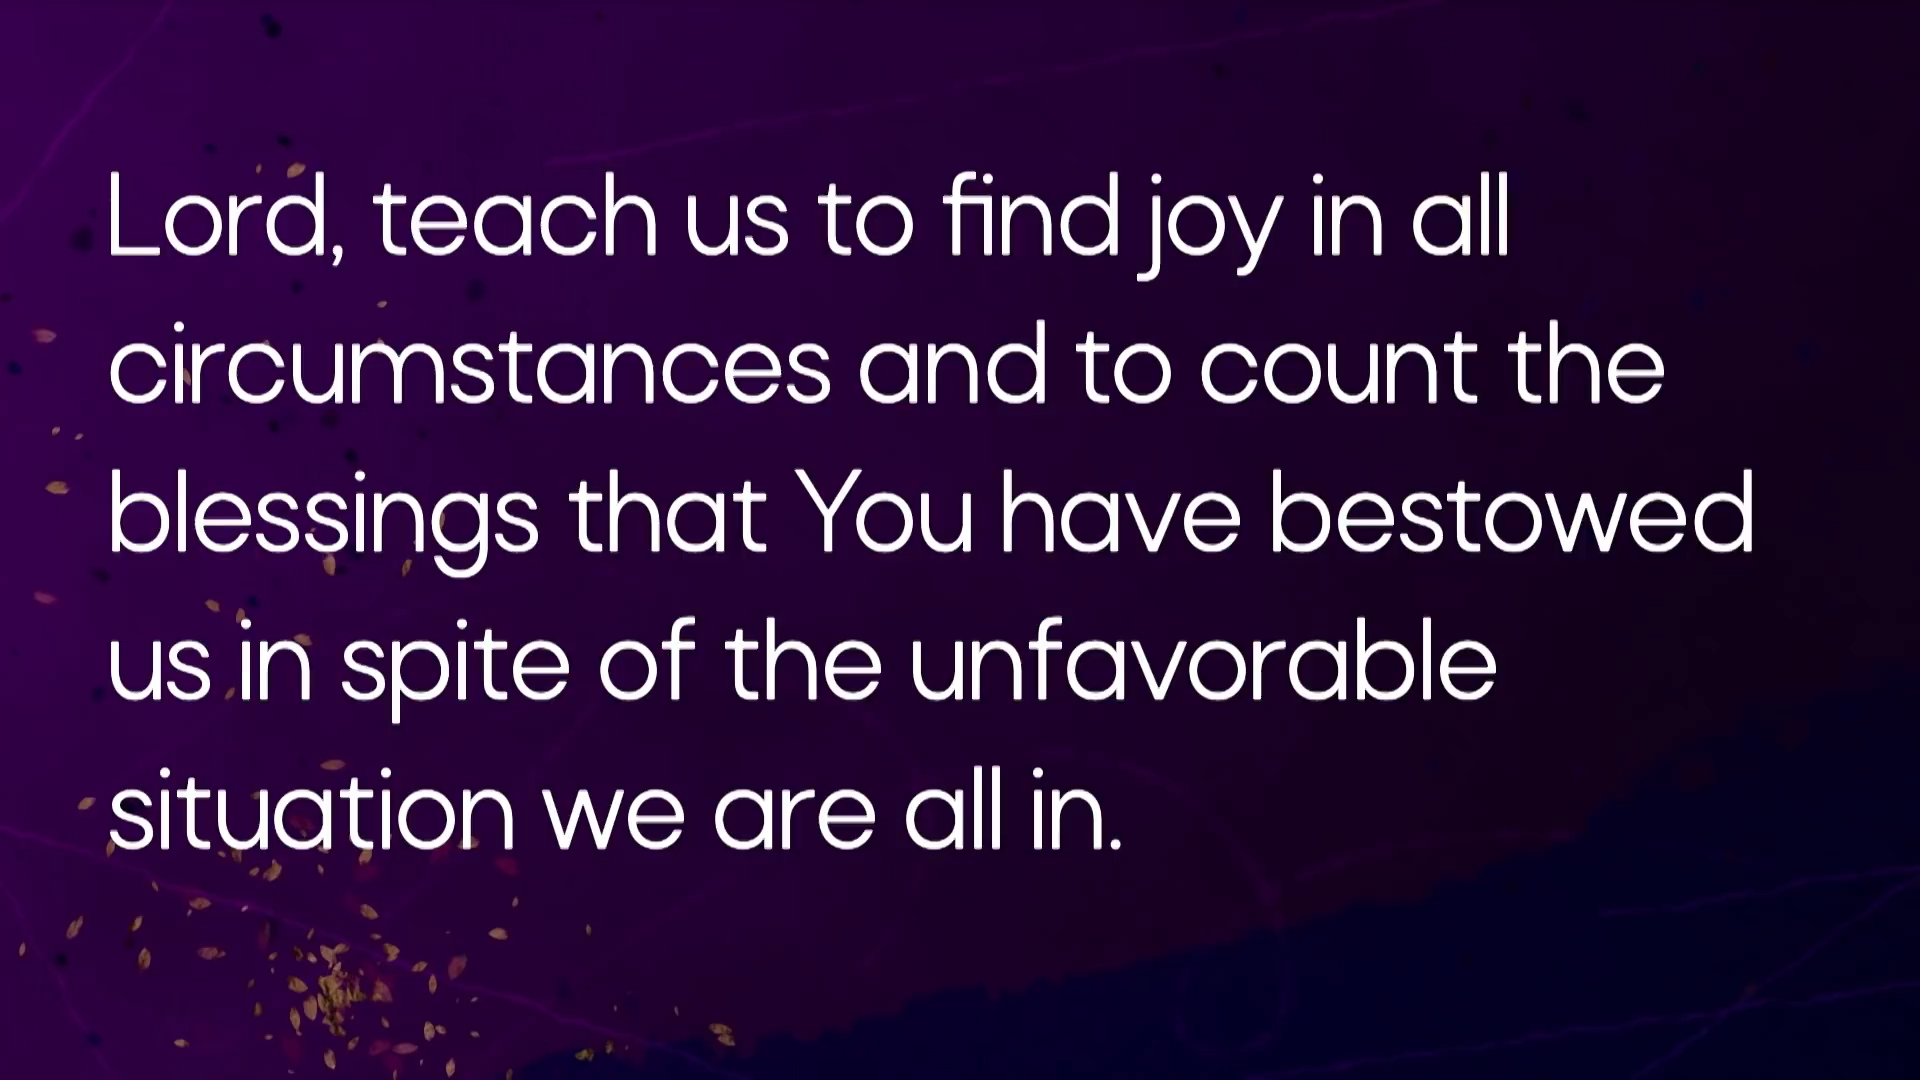 Lord, teach us to find joy in all
circumstances and to count the
blessings that You have bestowed
us in spite of the unfavorable
situation we are all in.